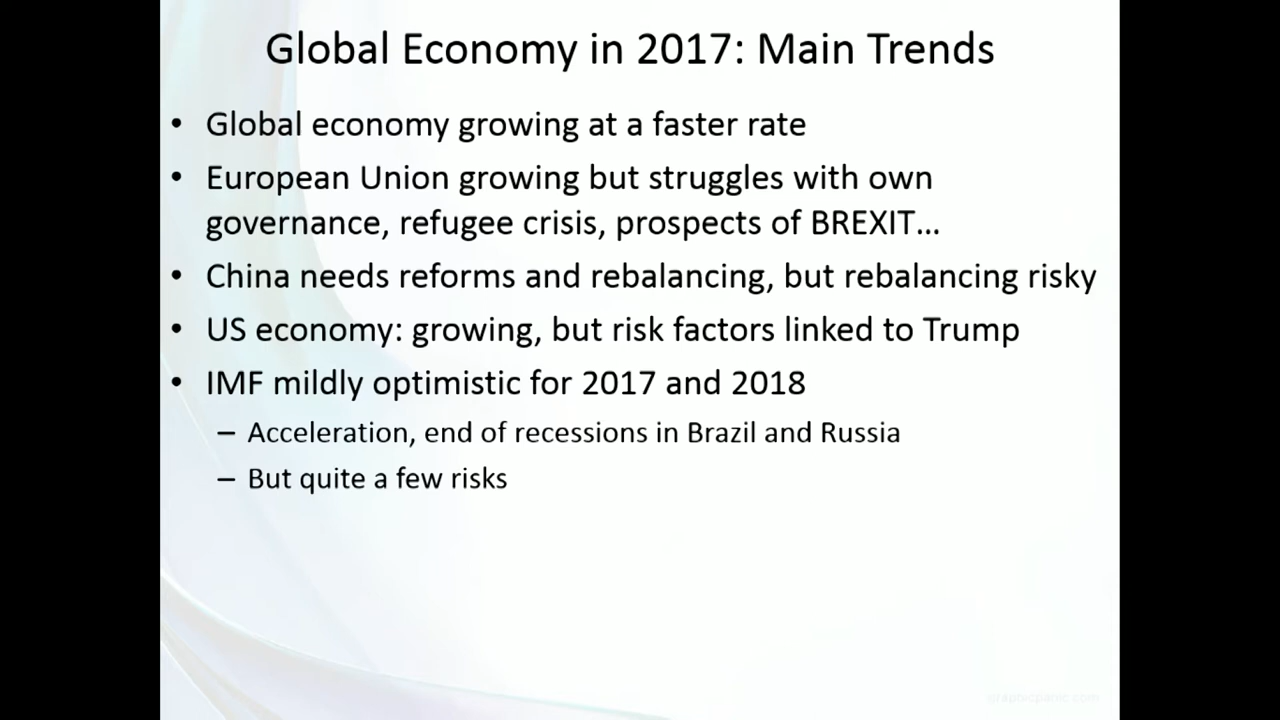 Global Economy in 2017: Main Trends
• Global economy growing at a faster rate
• European Union growing but struggles with own
governance, refugee crisis, prospects of BREXIT…
• China needs reforms and rebalancing, but rebalancing risky
• US economy: growing, but risk factors linked to Trump
• IMF mildly optimistic for 2017 and 2018
– Acceleration, end of recessions in Brazil and Russia
– But quite a few risks